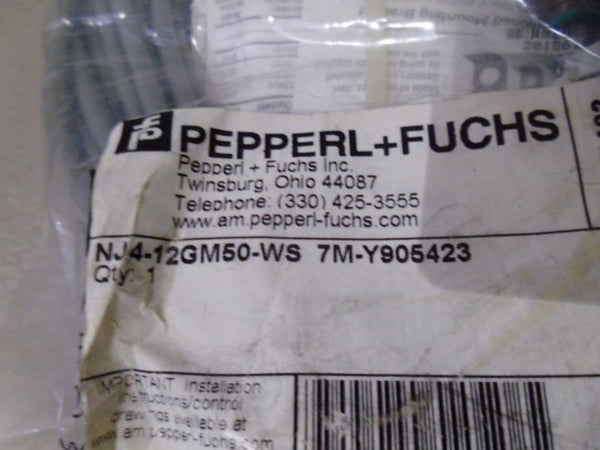 PEPPERL+FUCHS
Pepperl + Fuchs Inc.
Twinsburg, Ohio 44087
Telephone: (330) 425-3555
www.am.pepperl-fuchs.com
NJ4-12GM50-WS 7M-Y905423
Qty: 1
IMPORTANT Installation
instructions/control
drawings available at
www.am.pepperl-fuchs.com